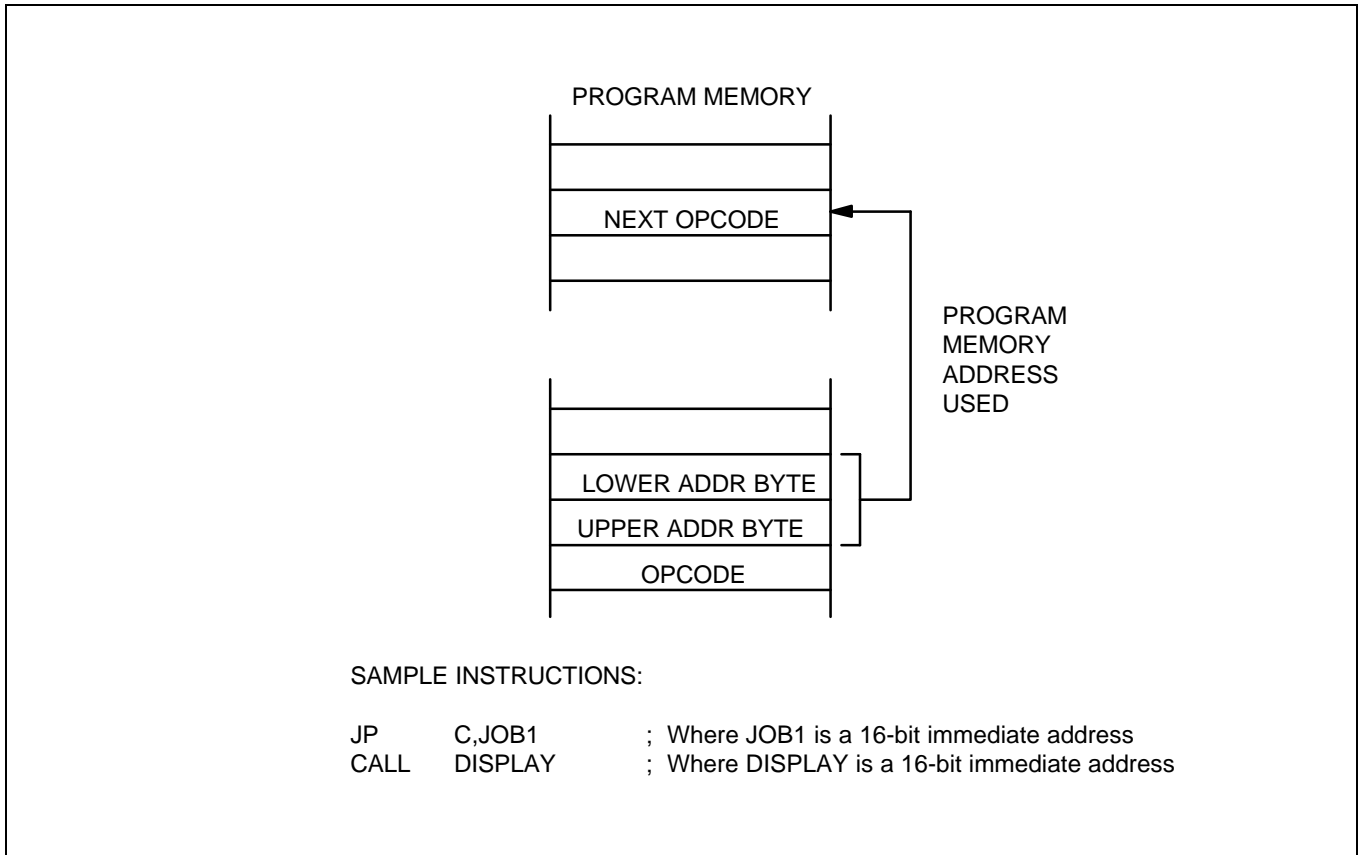 PROGRAM MEMORY
NEXT OPCODE
PROGRAM
MEMORY
ADDRESS
USED
LOWER ADDR BYTE
UPPER ADDR BYTE
OPCODE
SAMPLE INSTRUCTIONS:
JP C,JOB1 ; Where JOB1 is a 16-bit immediate address
CALL DISPLAY ; Where DISPLAY is a 16-bit immediate address